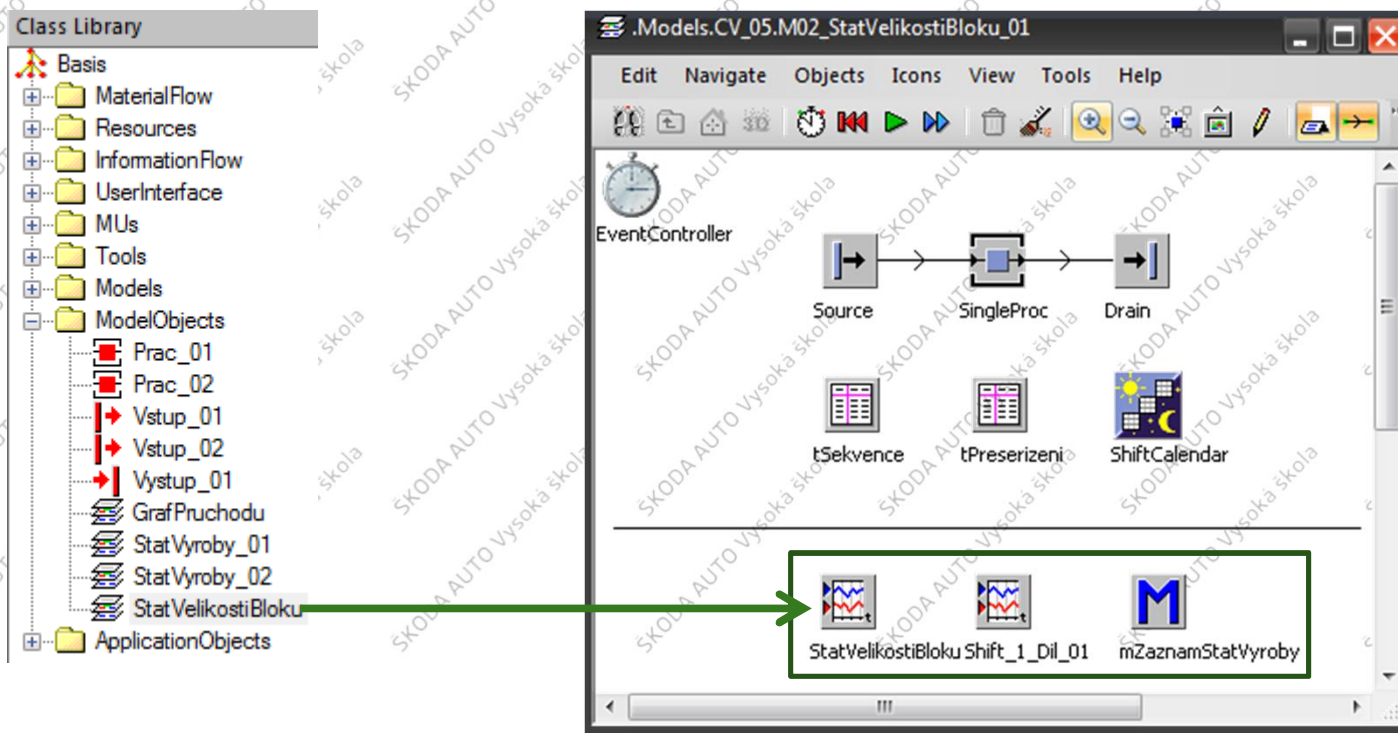 Class Library
Basis
MaterialFlow
Resources
InformationFlow
UserInterface
MUs
Tools
Models
ModelObjects
Prac_01
Prac_02
Vstup_01
Vstup_02
Vystup_01
GrafPruchodu
StatVyroby_01
StatVyroby_02
StatVelikostiBloku
ApplicationObjects
.Models.CV_05.M02_StatVelikostiBloku_01
Edit Navigate Objects Icons View Tools Help
3D
EventController
Source SingleProc Drain
tSekvence tPreserizeni ShiftCalendar
t t M
StatVelikostiBloku Shift_1_Dil_01 mZaznamStatVyroby
ŠKODA AUTO Vysoká škola